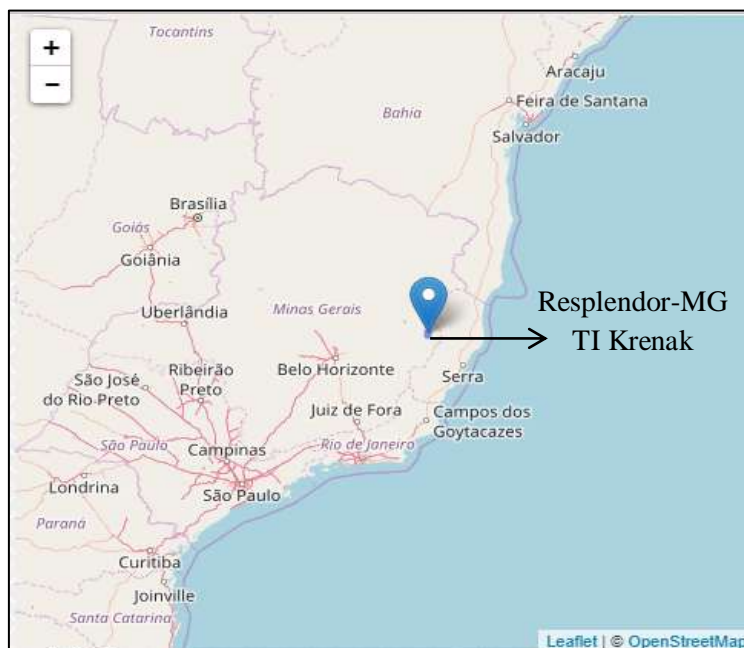 +
−
Tocantins
Aracaju
Feira de Santana
Bahia
Salvador
Brasília
Goiás
Goiânia
Minas Gerais
Uberlândia
Resplendor-MG
TI Krenak
Ribeirão
Preto
Belo Horizonte
São José
do Rio Preto
Serra
Juiz de Fora
Campos dos
Goytacazes
São Paulo
Campinas
Rio de Janeiro
Londrina
São Paulo
Paraná
Curitiba
Joinville
Santa Catarina
Leaflet | © OpenStreetMap